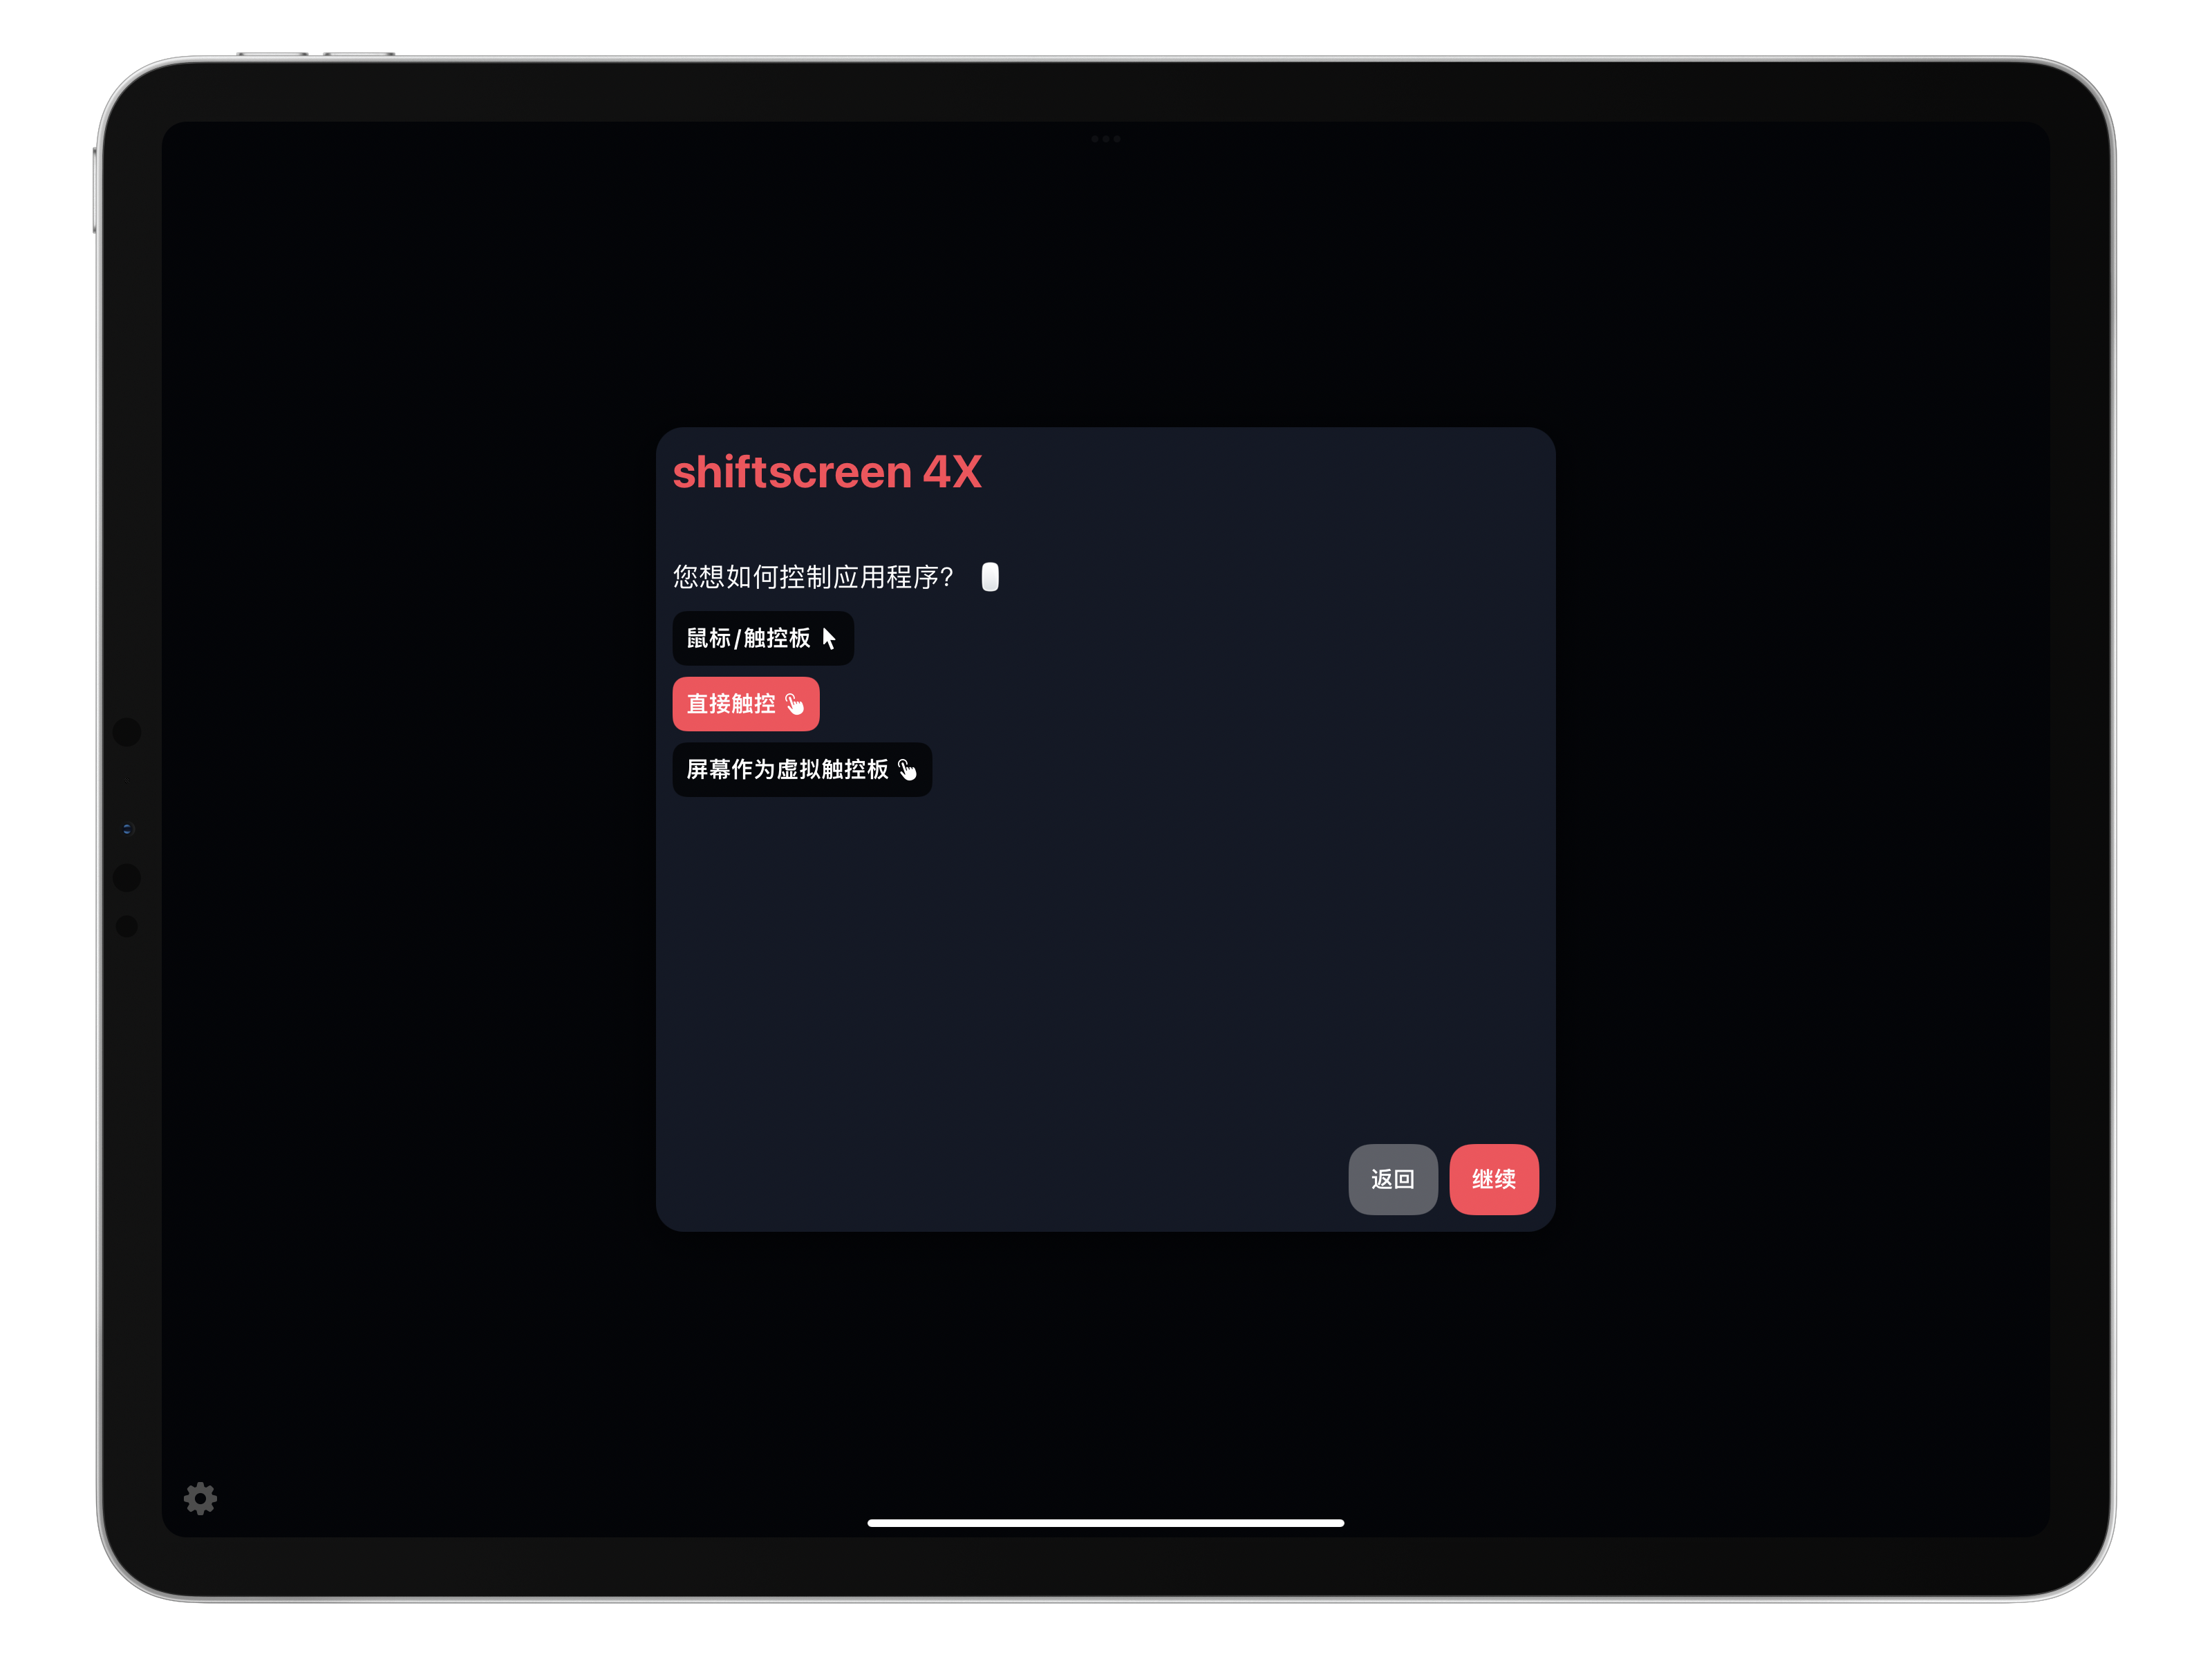 shiftscreen 4X
您想如何控制应用程序？
鼠标/触控板
直接触控
屏幕作为虚拟触控板
返回
继续